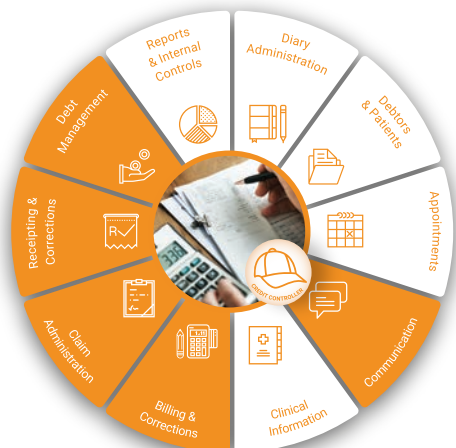 Reports
& Internal
Controls
Diary
Administration
Debtors
& Patients
Appointments
Communication
Clinical
Information
Billing &
Corrections
Claim
Administration
Receipting &
Corrections
Debt
Management
R
336
CREDIT CONTROLLER